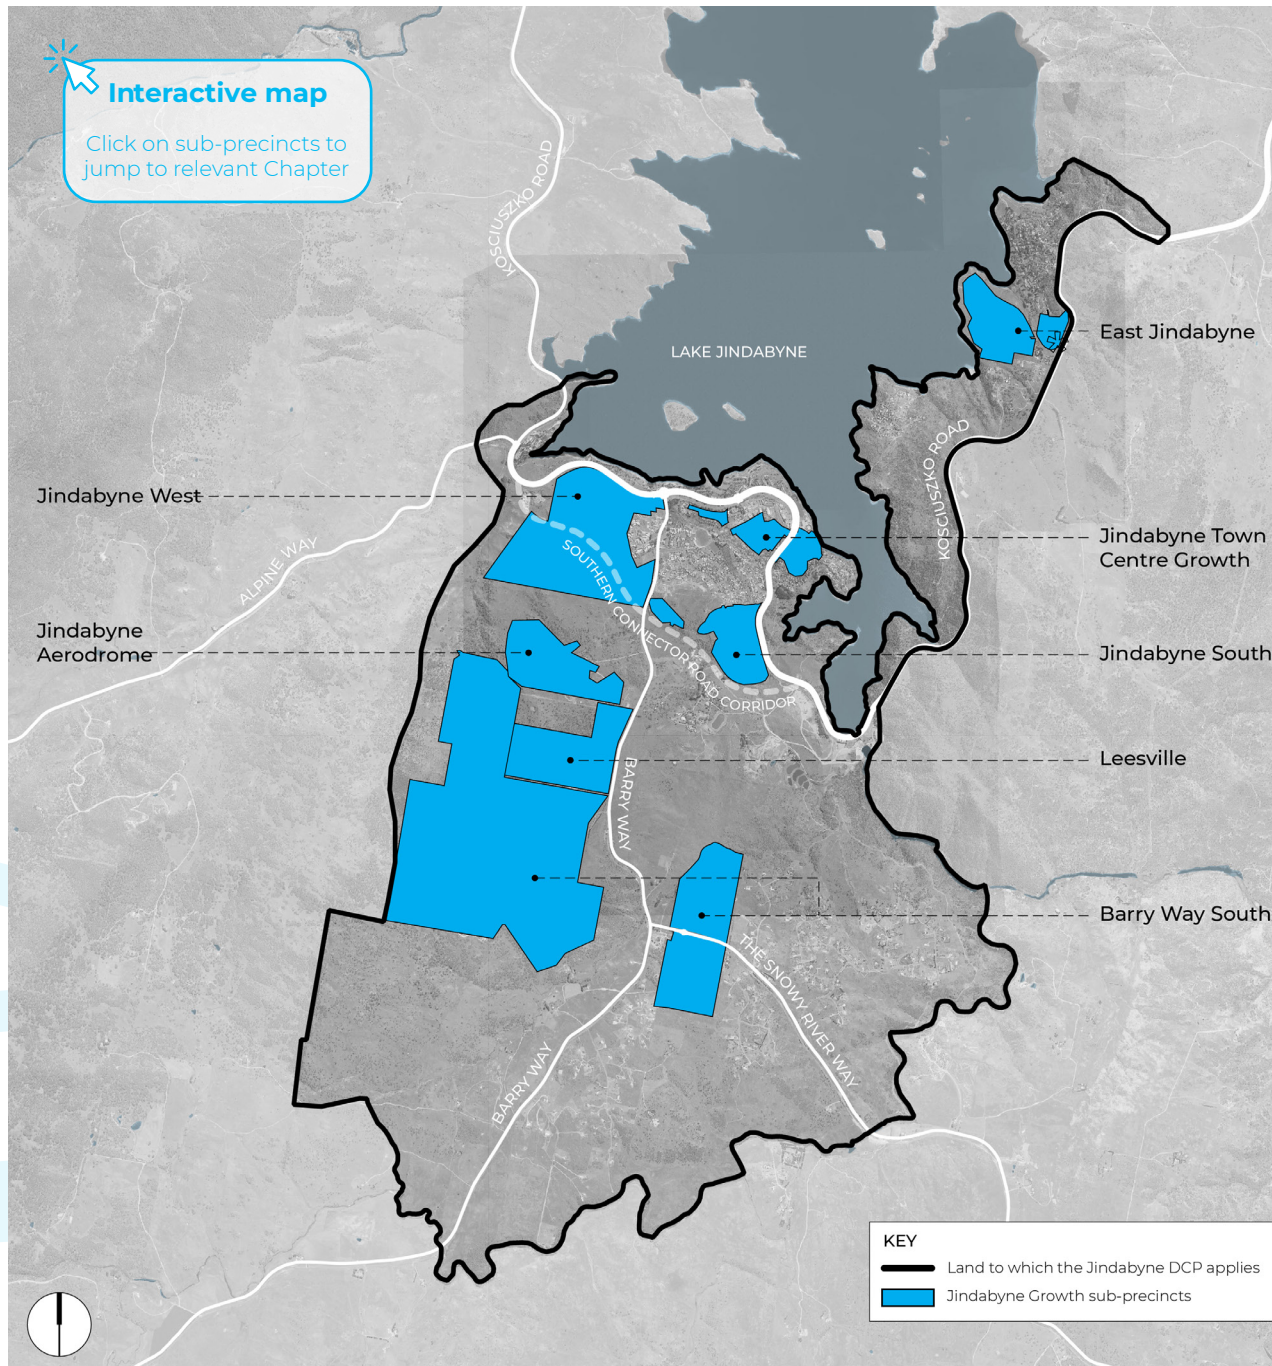 Interactive map
Click on sub-precincts to
jump to relevant Chapter
KOSCIUSZKO ROAD
LAKE JINDABYNE
East Jindabyne
KOSCIUSZKO ROAD
Jindabyne West
ALPINE WAY
Jindabyne Town
Centre Growth
SOUTHERN CONNECTOR ROAD CORRIDOR
Jindabyne
Aerodrome
Jindabyne South
Leesville
BARRY WAY
Barry Way South
THE SNOWY RIVER WAY
BARRY WAY
KEY
Land to which the Jindabyne DCP applies
Jindabyne Growth sub-precincts